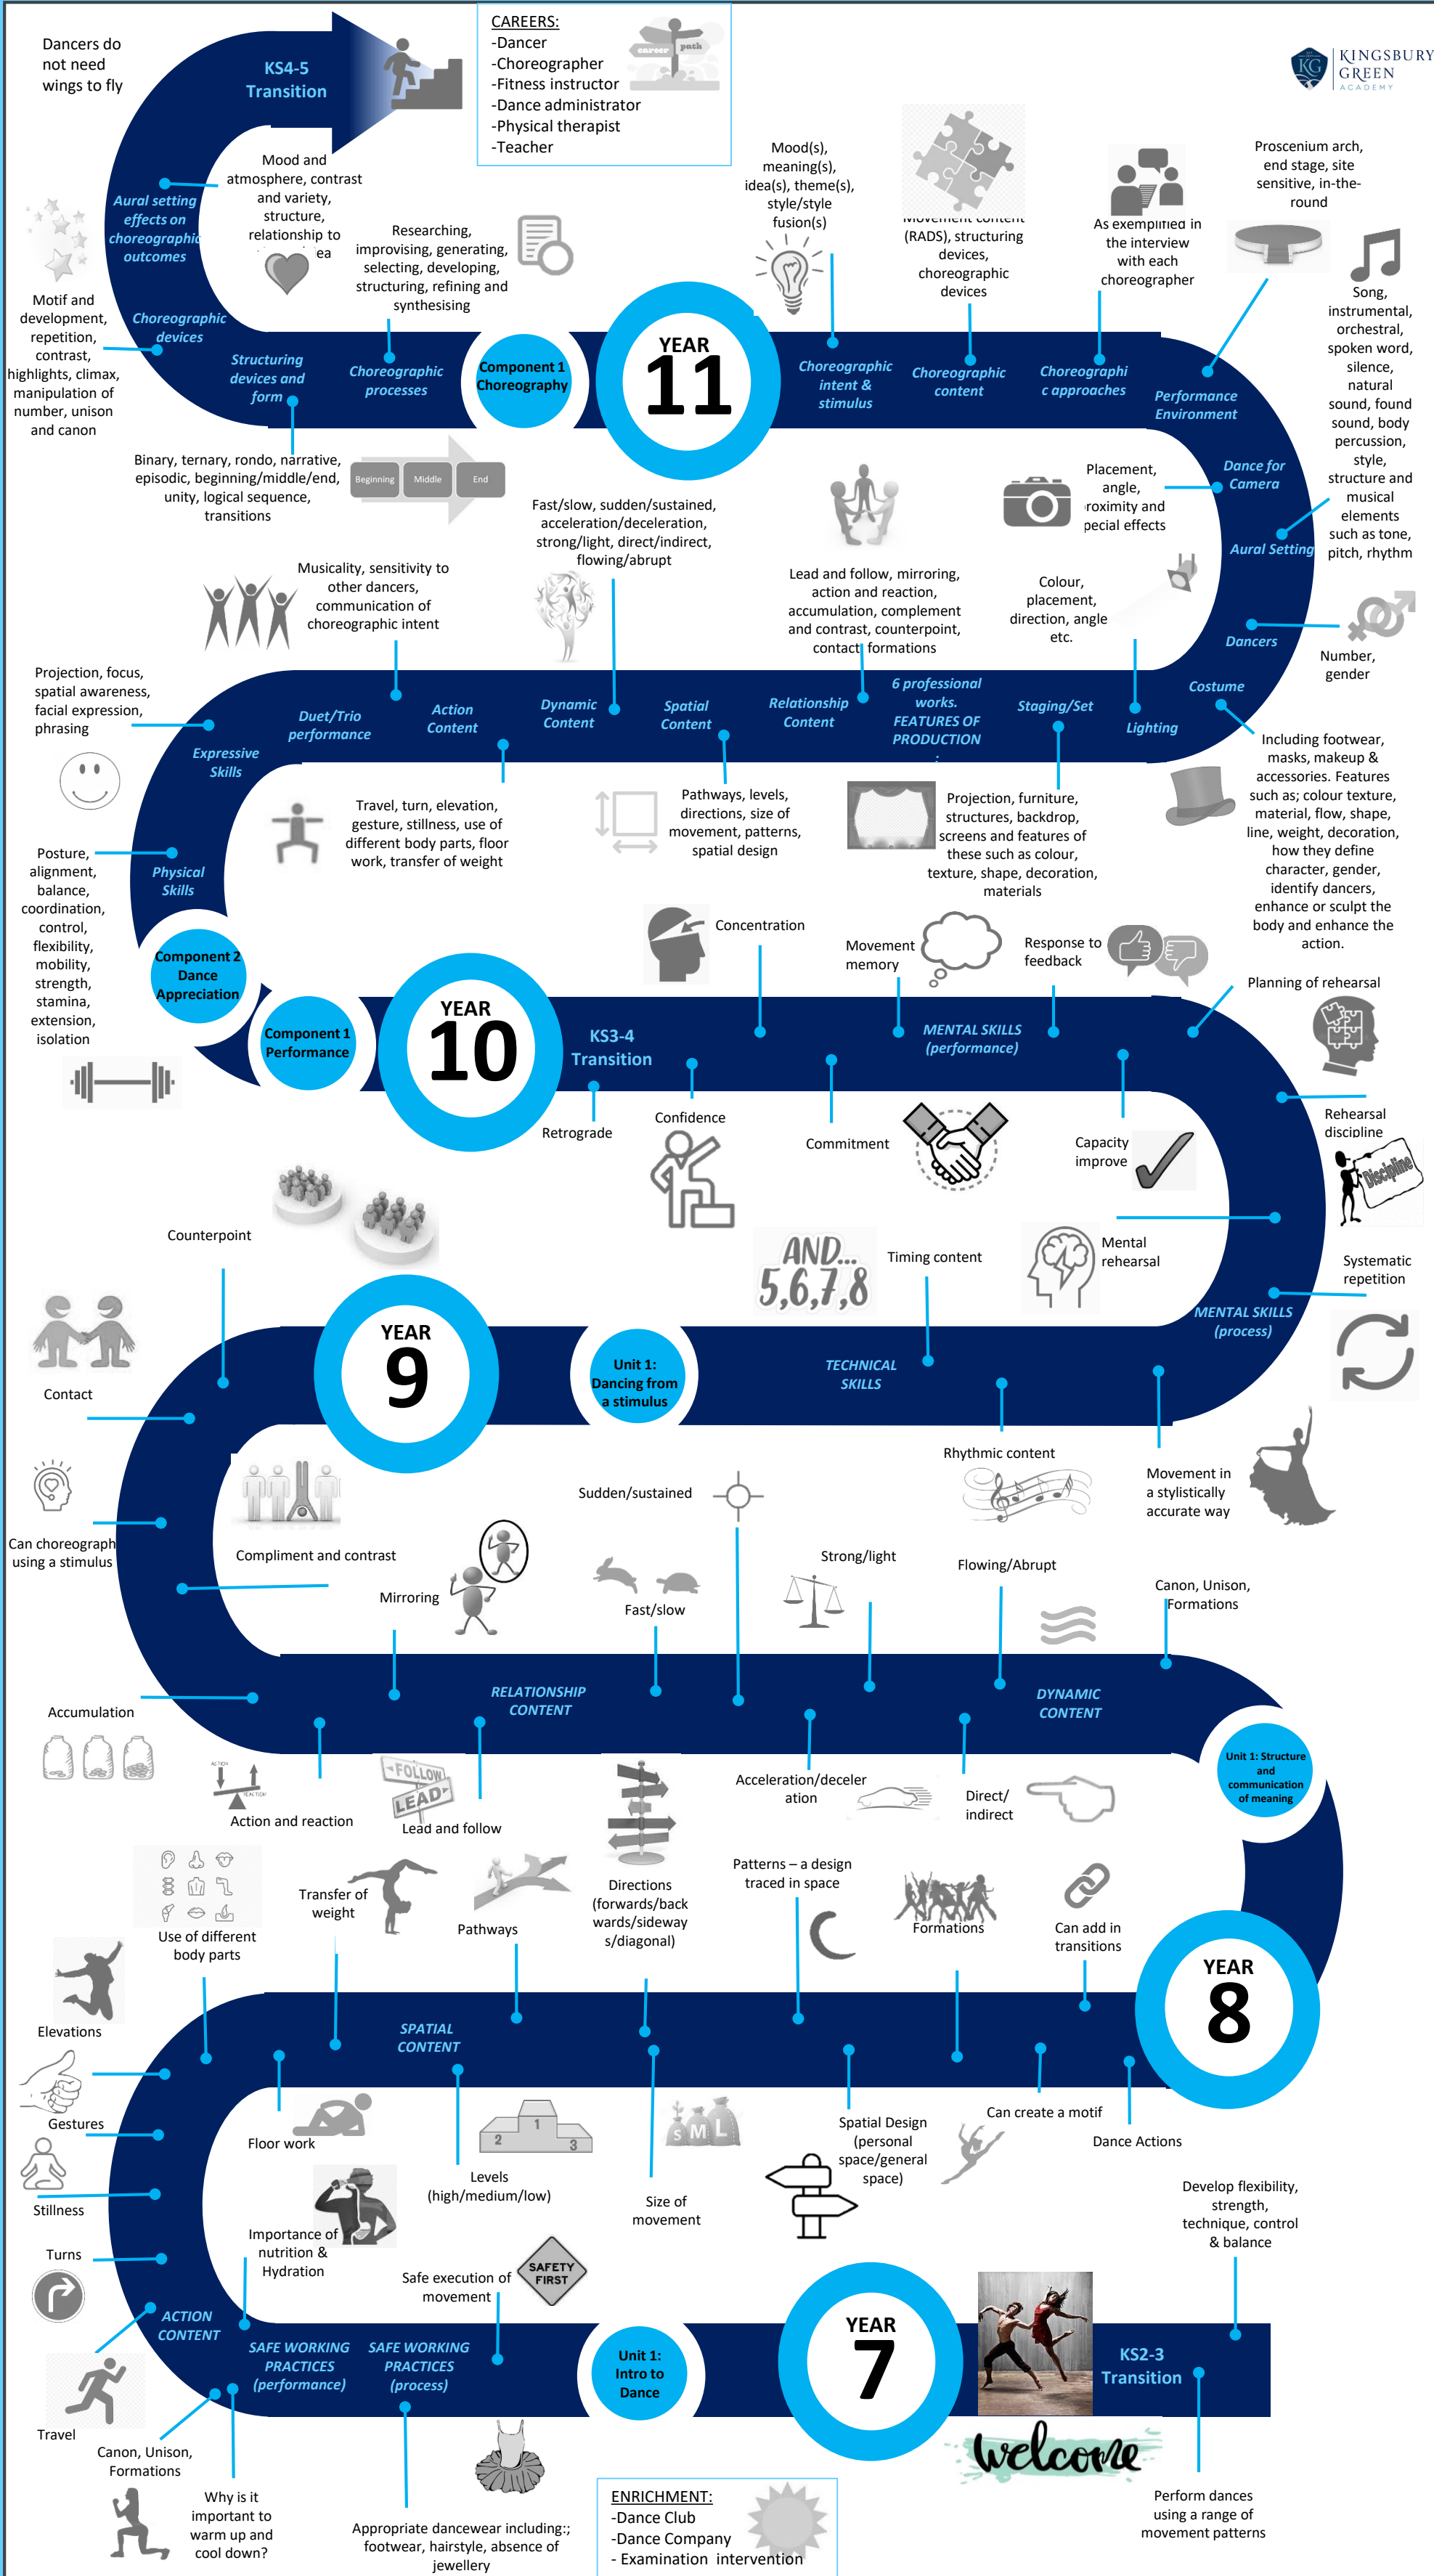 Dancers do
not need
wings to fly
KS4-5
Transition
CAREERS:
-Dancer
-Choreographer
-Fitness instructor
-Dance administrator
-Physical therapist
-Teacher
career
path
KG
KINGSBURY
GREEN
ACADEMY
Mood and
atmosphere, contrast
and variety,
structure,
relationship to
Aural setting
effects on
choreographic
outcomes
Researching,
improvising, generating,
selecting, developing,
structuring, refining and
synthesising
Mood(s),
meaning(s),
idea(s), theme(s),
style/style
fusion(s)
Movement content
(RADS), structuring
devices,
choreographic
devices
As exemplified in
the interview
with each
choreographer
Proscenium arch,
end stage, site
sensitive, in-the-
round
Motif and
development,
repetition,
contrast,
highlights, climax,
manipulation of
number, unison
and canon
Choreographic
devices
Structuring
devices and
form
Choreographic
processes
Component 1
Choreography
YEAR
11
Choreographic
intent &
stimulus
Choreographic
content
Choreographi
c approaches
Performance
Environment
Song,
instrumental,
orchestral,
spoken word,
silence,
natural
sound, found
sound, body
percussion,
style,
structure and
musical
elements
such as tone,
pitch, rhythm
Binary, ternary, rondo, narrative,
episodic, beginning/middle/end,
unity, logical sequence,
transitions
Beginning
Middle
End
Fast/slow, sudden/sustained,
acceleration/deceleration,
strong/light, direct/indirect,
flowing/abrupt
Placement,
angle,
roximity and
pecial effects
Dance for
Camera
Aural Setting
Musicality, sensitivity to
other dancers,
communication of
choreographic intent
Lead and follow, mirroring,
action and reaction,
accumulation, complement
and contrast, counterpoint,
contact, formations
Colour,
placement,
direction, angle
etc.
Dancers
Number,
gender
Projection, focus,
spatial awareness,
facial expression,
phrasing
Expressive
Skills
Duet/Trio
performance
Action
Content
Dynamic
Content
Spatial
Content
Relationship
Content
6 professional
works.
FEATURES OF
PRODUCTION
:
Staging/Set
Lighting
Costume
Including footwear,
masks, makeup &
accessories. Features
such as; colour texture,
material, flow, shape,
line, weight, decoration,
how they define
character, gender,
identify dancers,
enhance or sculpt the
body and enhance the
action.
Travel, turn, elevation,
gesture, stillness, use of
different body parts, floor
work, transfer of weight
Pathways, levels,
directions, size of
movement, patterns,
spatial design
Projection, furniture,
structures, backdrop,
screens and features of
these such as colour,
texture, shape, decoration,
materials
Posture,
alignment,
balance,
coordination,
control,
flexibility,
mobility,
strength,
stamina,
extension,
isolation
Physical
Skills
Component 2
Dance
Appreciation
Component 1
Performance
YEAR
10
KS3-4
Transition
Concentration
Movement
memory
Response to
feedback
Planning of rehearsal
MENTAL SKILLS
(performance)
Retrograde
Confidence
Commitment
Capacity
improve
Rehearsal
discipline
Discipline
Counterpoint
AND...
5,6,7,8
Timing content
Mental
rehearsal
Systematic
repetition
MENTAL SKILLS
(process)
Contact
YEAR
9
Unit 1:
Dancing from
a stimulus
TECHNICAL
SKILLS
Rhythmic content
Movement in
a stylistically
accurate way
Can choreograph
using a stimulus
Compliment and contrast
Mirroring
Sudden/sustained
Fast/slow
Strong/light
Flowing/Abrupt
Canon, Unison,
Formations
RELATIONSHIP
CONTENT
DYNAMIC
CONTENT
Accumulation
ACTION
REACTION
Action and reaction
FOLLOW
LEAD
Lead and follow
Acceleration/deceler
ation
Direct/
indirect
Unit 1: Structure
and
communication
of meaning
Use of different
body parts
Transfer of
weight
Pathways
Directions
(forwards/back
wards/sideway
s/diagonal)
Patterns – a design
traced in space
Formations
Can add in
transitions
Elevations
SPATIAL
CONTENT
YEAR
8
Gestures
Floor work
1
2
3
Levels
(high/medium/low)
S M L
Size of
movement
Spatial Design
(personal
space/general
space)
Can create a motif
Dance Actions
Stillness
Turns
Importance of
nutrition &
Hydration
Safe execution of
movement
SAFETY
FIRST
Develop flexibility,
strength,
technique, control
& balance
ACTION
CONTENT
SAFE WORKING
PRACTICES
(performance)
SAFE WORKING
PRACTICES
(process)
Unit 1:
Intro to
Dance
YEAR
7
KS2-3
Transition
welcome
Travel
Canon, Unison,
Formations
Why is it
important to
warm up and
cool down?
Appropriate dancewear including:;
footwear, hairstyle, absence of
jewellery
ENRICHMENT:
-Dance Club
-Dance Company
- Examination intervention
Perform dances
using a range of
movement patterns